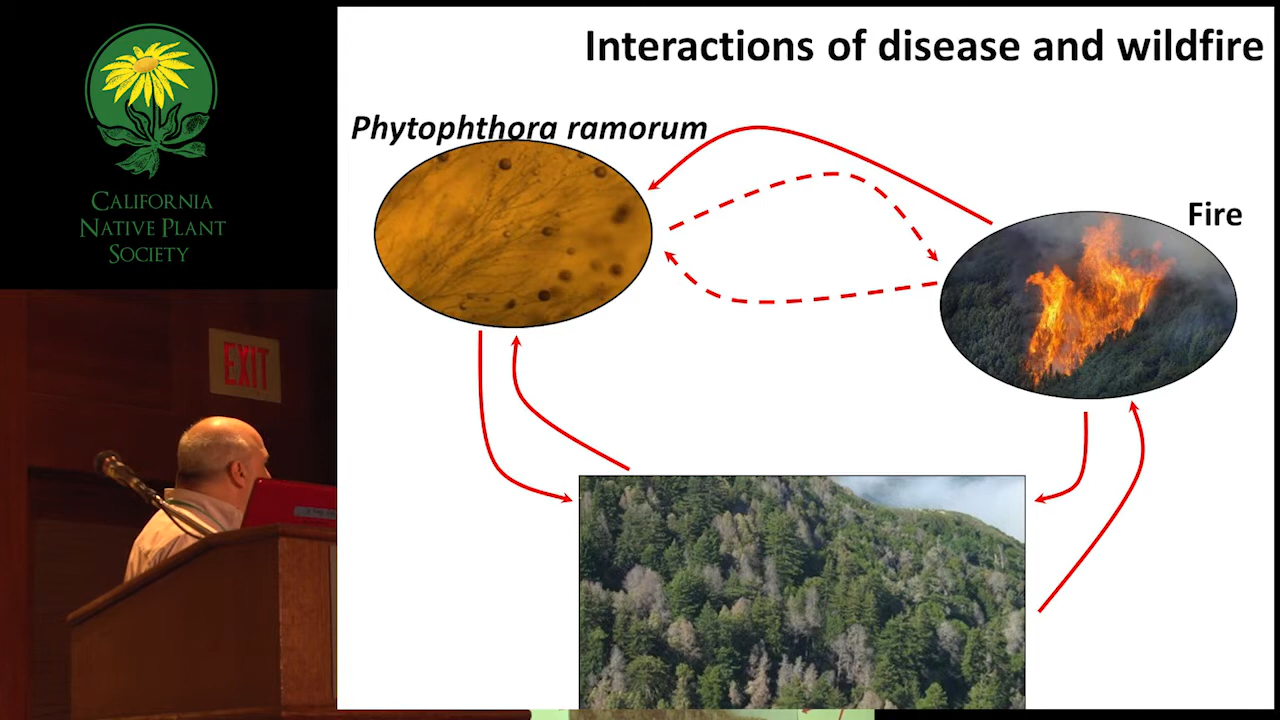 Interactions of disease and wildfire
Phytophthora ramorum
Fire
CALIFORNIA
NATIVE PLANT
SOCIETY
EXIT